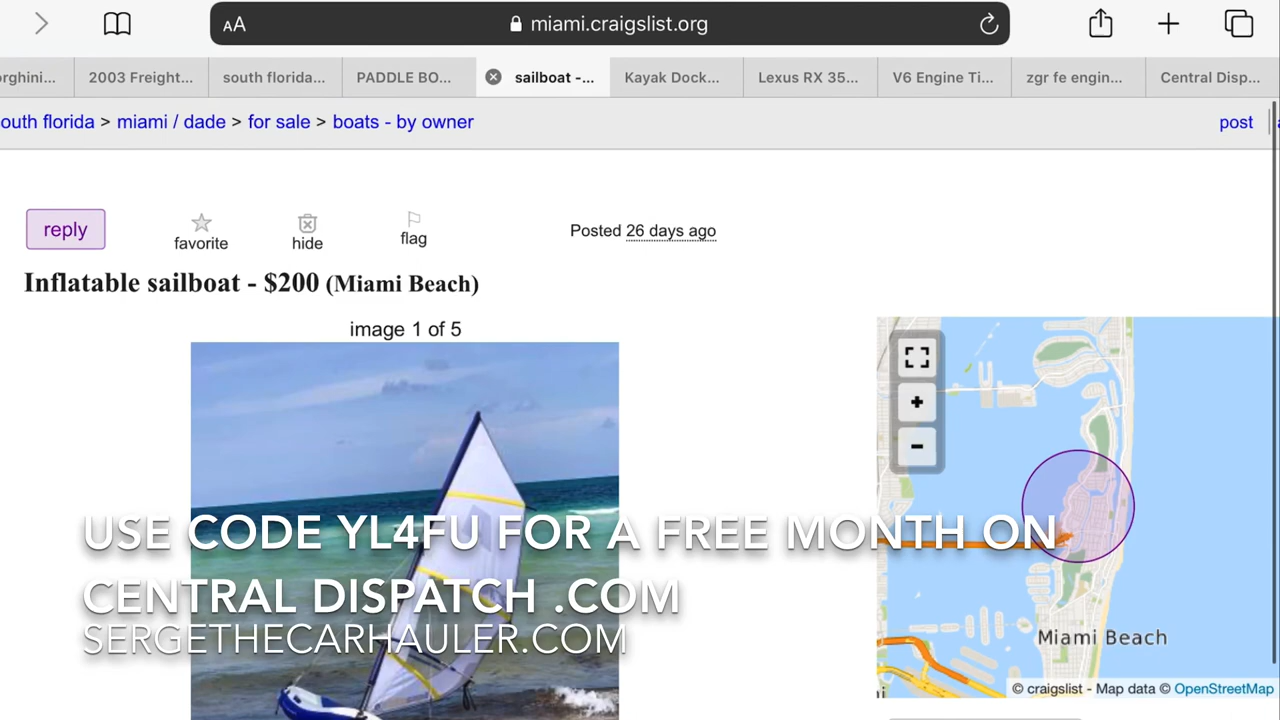 AA miami.craigslist.org
orghini... 2003 Freight... south florida... PADDLE BO... sailboat -... Kayak Dock... Lexus RX 35... V6 Engine Ti... zgr fe engin... Central Disp...
outh florida > miami / dade > for sale > boats - by owner post
reply favorite hide flag Posted 26 days ago
Inflatable sailboat - $200 (Miami Beach)
image 1 of 5
+
-
USE CODE YL4FU FOR A FREE MONTH ON
CENTRAL DISPATCH .COM
SERGETHECARHAULER.COM
Miami Beach
© craigslist - Map data © OpenStreetMap